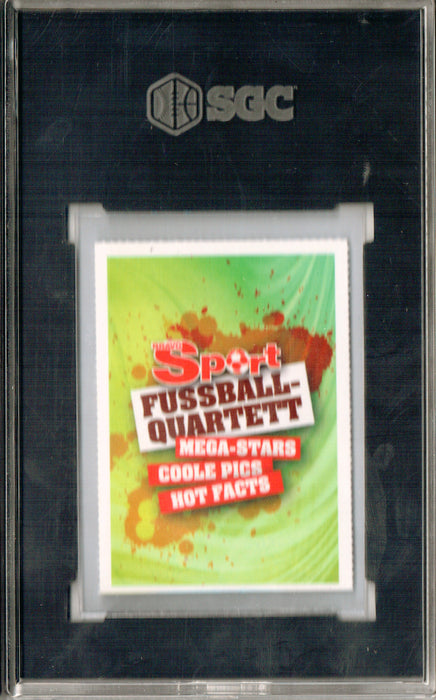 SGC
BRAVO
Sport
FUSSBALL-
QUARTETT
MEGA-STARS
COOLE PICS
HOT FACTS